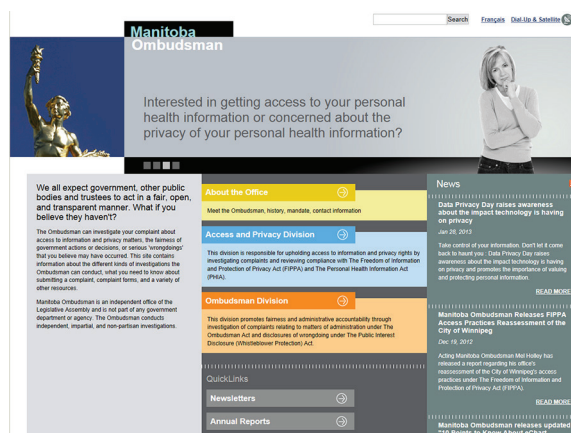 Manitoba
Ombudsman
Search
Français Dial-Up & Satellite
Interested in getting access to your personal
health information or concerned about the
privacy of your personal health information?
We all expect government, other public
bodies and trustees to act in a fair, open,
and transparent manner. What if you
believe they haven't?
The Ombudsman can investigate your complaint about
access to information and privacy matters, the fairness of
government actions or decisions, or serious 'wrongdoings'
that you believe may have occurred. This site contains
information about the different kinds of investigations the
Ombudsman can conduct, what you need to know about
submitting a complaint, complaint forms, and a variety of
other resources.
Manitoba Ombudsman is an independent office of the
Legislative Assembly and is not part of any government
department or agency. The Ombudsman conducts
independent, impartial, and non-partisan investigations.
About the Office
Meet the Ombudsman, history, mandate, contact information
Access and Privacy Division
This division is responsible for upholding access to information and privacy rights by
investigating complaints and reviewing compliance with The Freedom of Information
and Protection of Privacy Act (FIPPA) and The Personal Health Information Act
(PHIA).
Ombudsman Division
This division promotes fairness and administrative accountability through
investigation of complaints relating to matters of administration under The
Ombudsman Act and disclosures of wrongdoing under The Public Interest
Disclosure (Whistleblower Protection) Act.
QuickLinks
Newsletters
Annual Reports
News
Data Privacy Day raises awareness
about the impact technology is having
on privacy
Jan 28, 2013
Take control of your information. Don't let it come
back to haunt you : Data Privacy Day raises
awareness about the impact technology is having
on privacy and promotes the importance of valuing
and protecting personal information.
READ MORE
Manitoba Ombudsman Releases FIPPA
Access Practices Reassessment of the
City of Winnipeg
Dec 19, 2012
Acting Manitoba Ombudsman Mel Holley has
released a report regarding his office's
reassessment of the City of Winnipeg's access
practices under The Freedom of Information and
Protection of Privacy Act (FIPPA).
READ MORE
Manitoba Ombudsman releases updated
"10 Points to Know About eChart